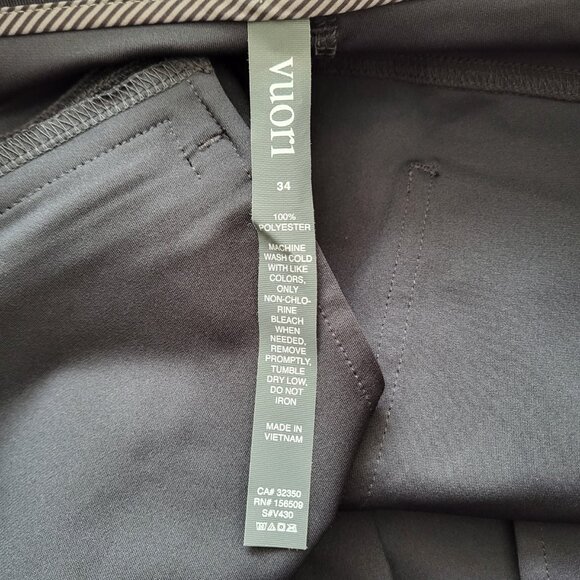 vuori
34
100%
POLYESTER
MACHINE
WASH COLD
WITH LIKE
COLORS,
ONLY
NON-CHLO-
RINE
BLEACH
WHEN
NEEDED,
REMOVE
PROMPTLY,
TUMBLE
DRY LOW,
DO NOT
IRON
MADE IN
VIETNAM
CA# 32350
RN# 156509
S#V430